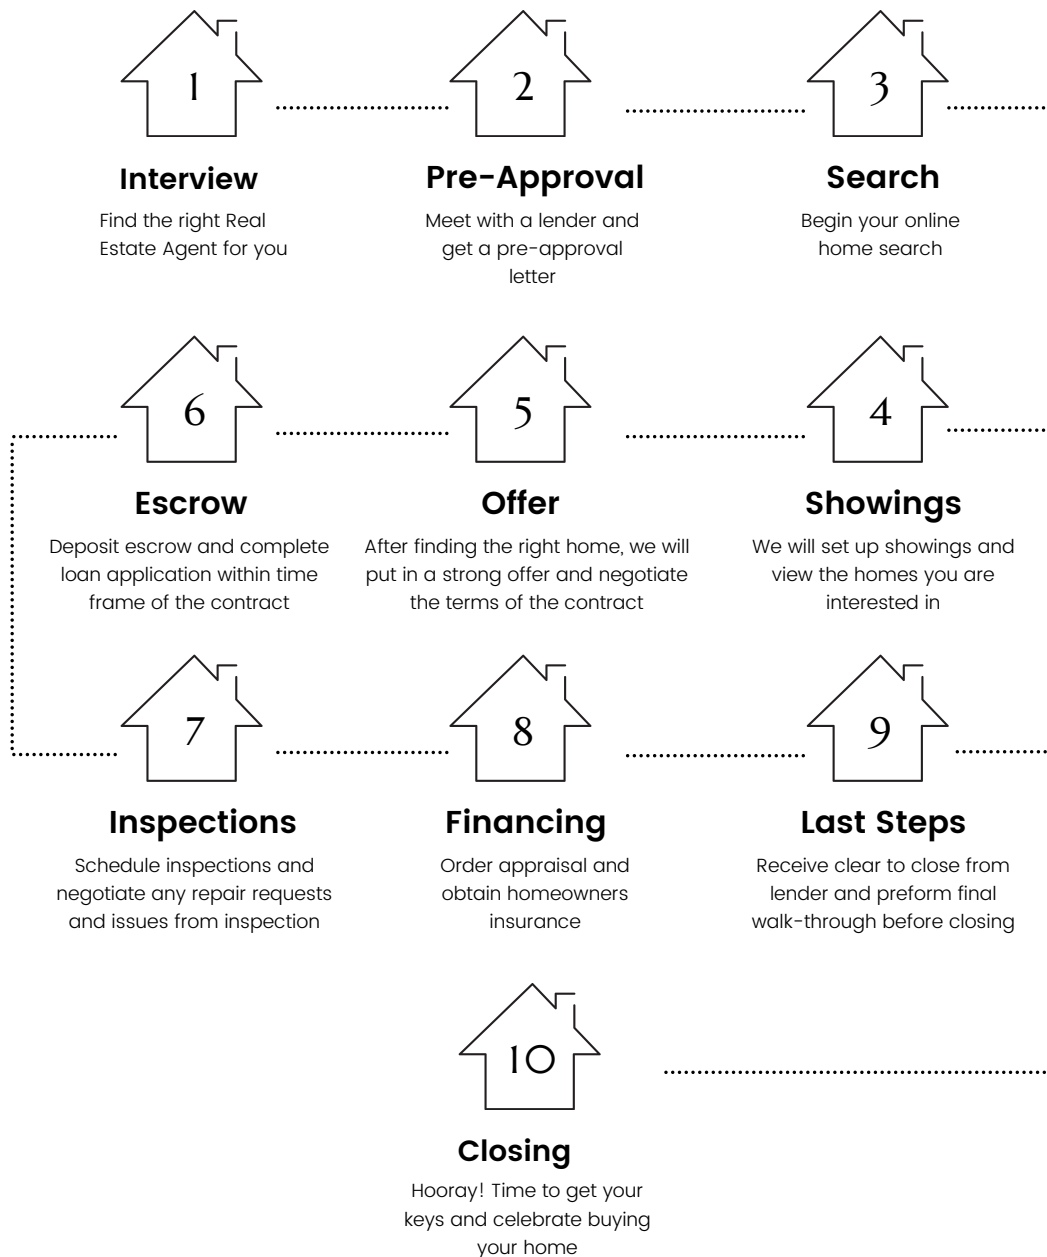 1
Interview
Find the right Real
Estate Agent for you
2
Pre-Approval
Meet with a lender and
get a pre-approval
letter
3
Search
Begin your online
home search
4
Showings
We will set up showings and
view the homes you are
interested in
5
Offer
After finding the right home, we will
put in a strong offer and negotiate
the terms of the contract
6
Escrow
Deposit escrow and complete
loan application within time
frame of the contract
7
Inspections
Schedule inspections and
negotiate any repair requests
and issues from inspection
8
Financing
Order appraisal and
obtain homeowners
insurance
9
Last Steps
Receive clear to close from
lender and preform final
walk-through before closing
10
Closing
Hooray! Time to get your
keys and celebrate buying
your home